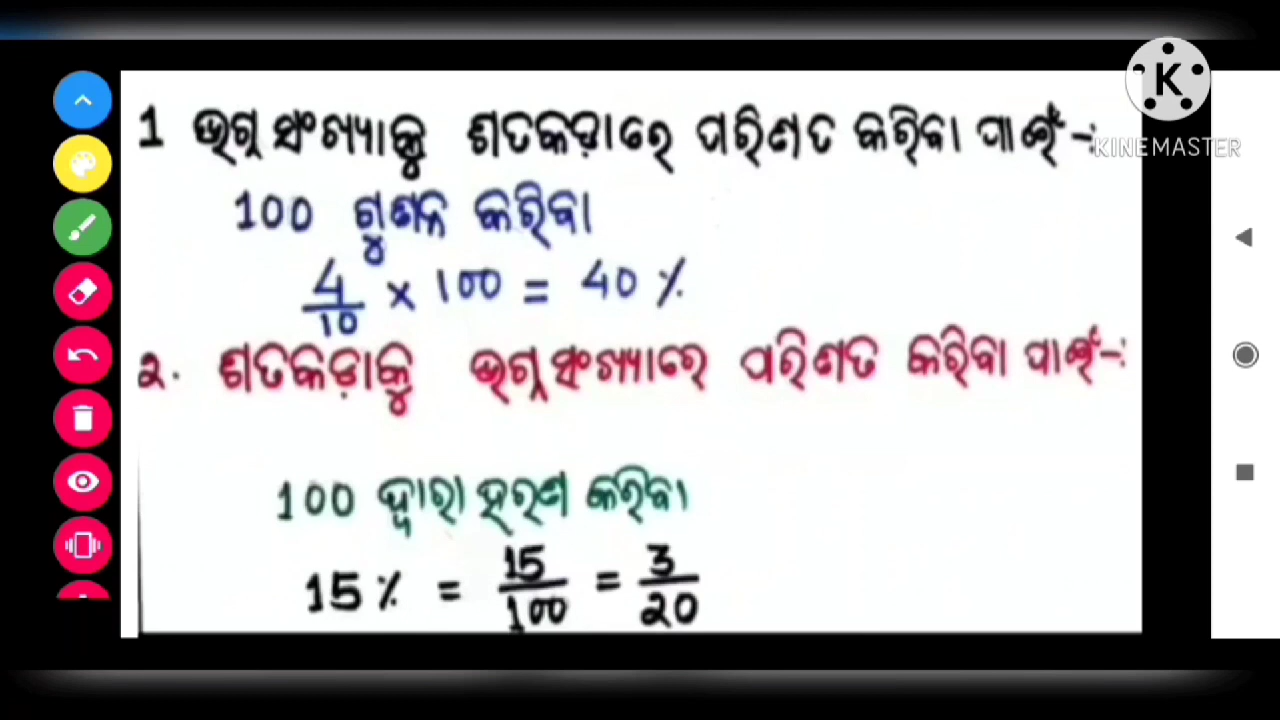 1 ଭଗ୍ନ ସଂଖ୍ୟାକୁ ଶତକଡ଼ାରେ ପରିଣତ କରିବା ପାଇଁ -:
KINEMASTER
100 ଗୁଣନ କରିବା
4/10 × 100 = 40 %
2. ଶତକଡ଼ାକୁ ଭଗ୍ନ ସଂଖ୍ୟାରେ ପରିଣତ କରିବା ପାଇଁ -:
100 ଦ୍ୱାରା ହରଣ କରିବା
15 % = 15/100 = 3/20